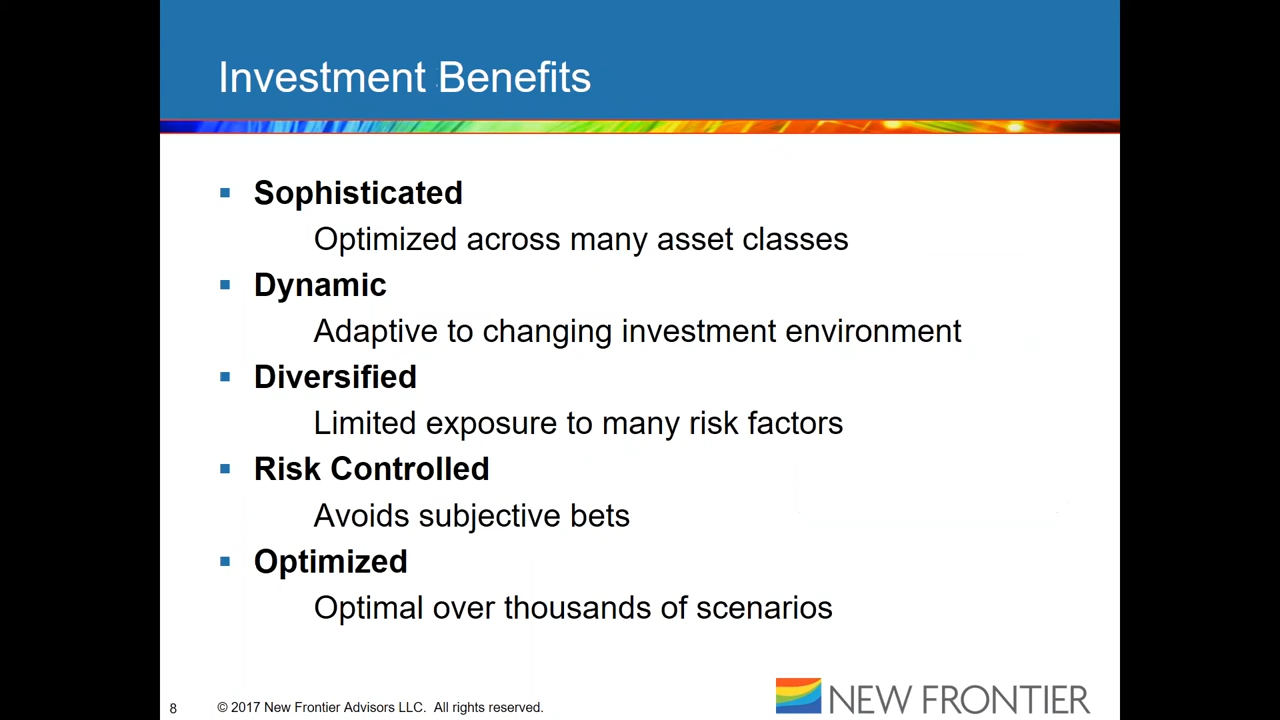 Investment Benefits
Sophisticated
Optimized across many asset classes
Dynamic
Adaptive to changing investment environment
Diversified
Limited exposure to many risk factors
Risk Controlled
Avoids subjective bets
Optimized
Optimal over thousands of scenarios
8 © 2017 New Frontier Advisors LLC. All rights reserved.
NEW FRONTIER